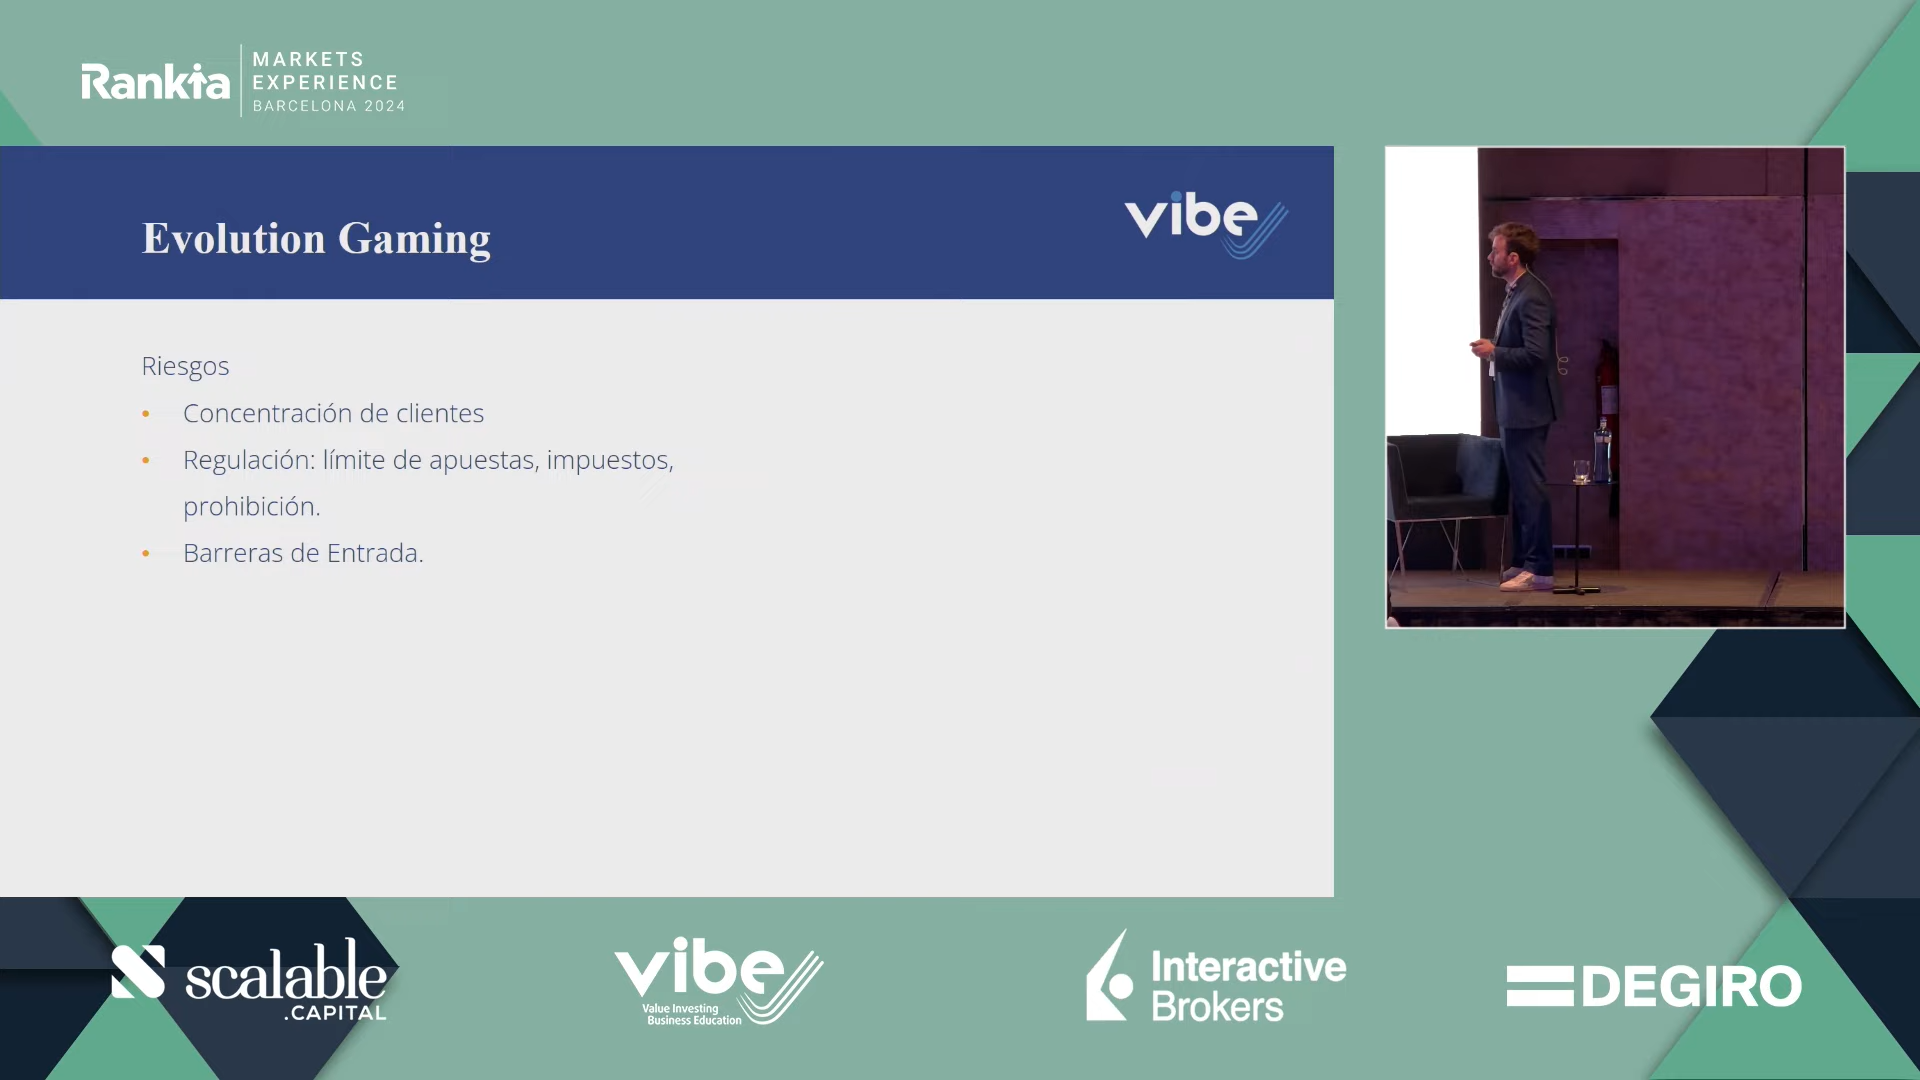 Rankia
MARKETS
EXPERIENCE
BARCELONA 2024
Evolution Gaming
vibe
Riesgos
• Concentración de clientes
• Regulación: límite de apuestas, impuestos,
prohibición.
• Barreras de Entrada.
scalable
.CAPITAL
vibe
Value Investing
Business Education
Interactive
Brokers
DEGIRO